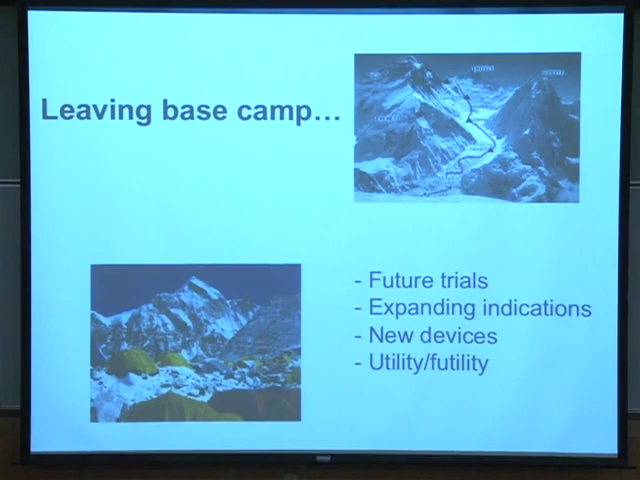 Leaving base camp…
- Future trials
- Expanding indications
- New devices
- Utility/futility